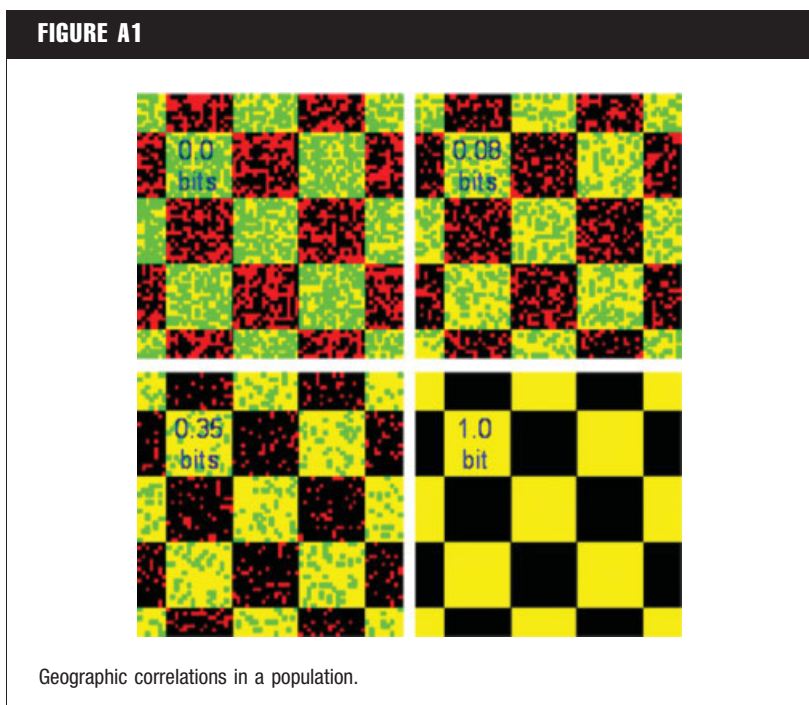 FIGURE A1
0.0
bits
0.08
bits
0.35
bits
1.0
bit
Geographic correlations in a population.